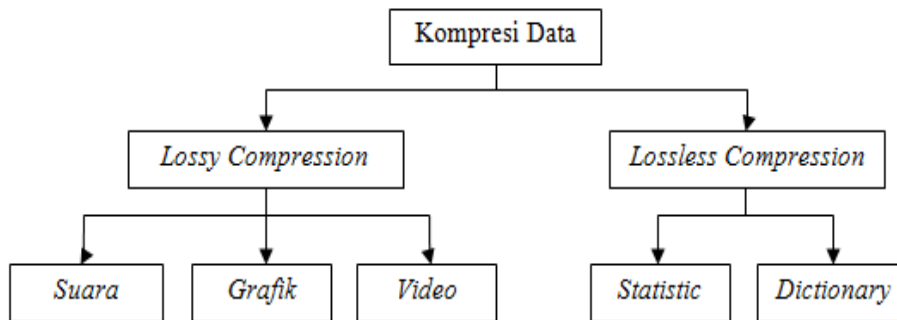 Kompresi Data
Lossy Compression
Lossless Compression
Suara
Grafik
Video
Statistic
Dictionary